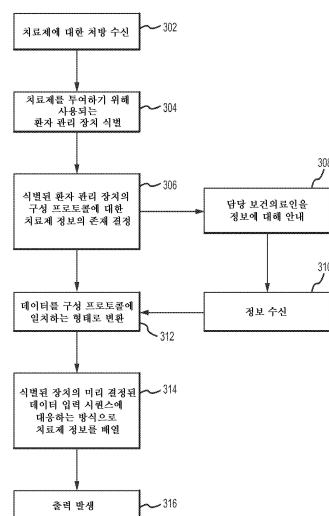 치료제에 대한 처방 수신
302
치료제를 투여하기 위해
사용되는
환자 관리 장치 식별
304
식별된 환자 관리 장치의
구성 프로토콜에 대한
치료제 정보의 존재 결정
306
담당 보건의료인을
정보에 대해 안내
308
정보 수신
310
데이터를 구성 프로토콜에
일치하는 형태로 변환
312
식별된 장치의 미리 결정된
데이터 입력 시퀀스에
대응하는 방식으로
치료제 정보를 배열
314
출력 발생
316